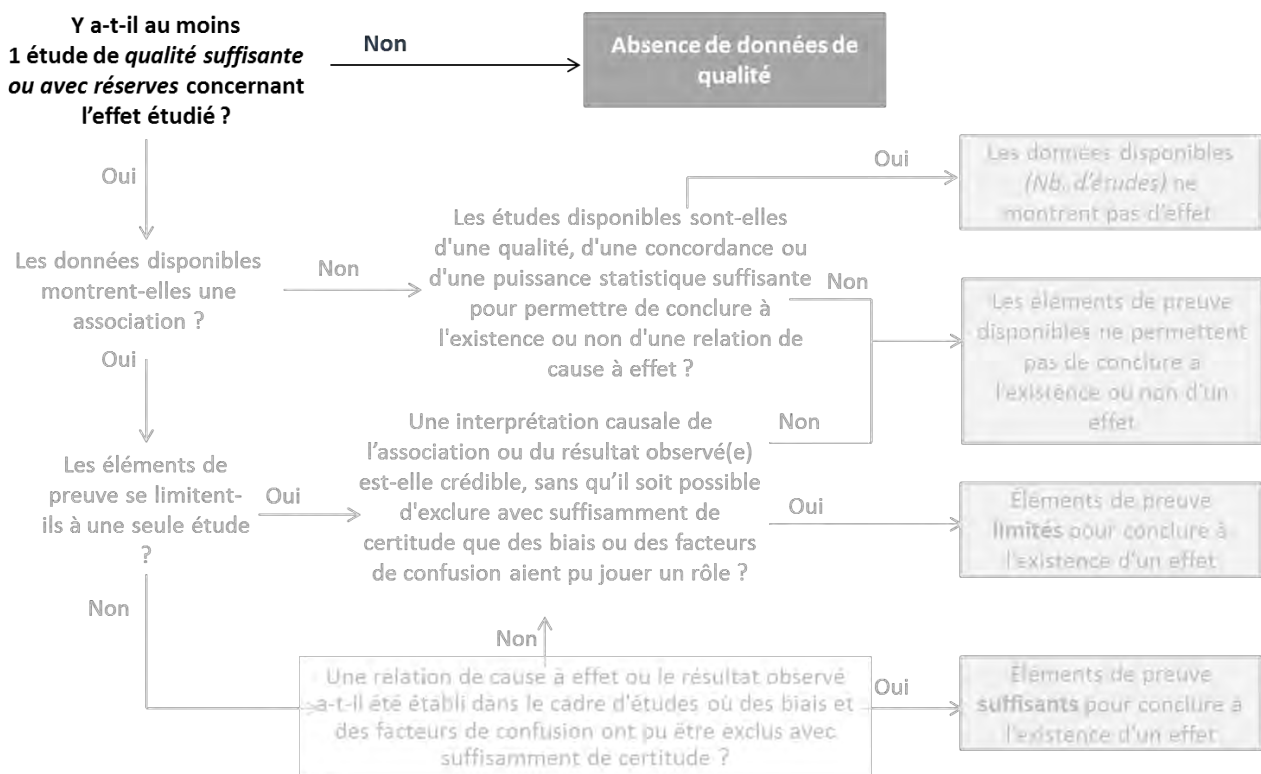 Y a-t-il au moins
1 étude de qualité suffisante
ou avec réserves concernant
l'effet étudié ?
Non
Absence de données de
qualité
Oui
Oui
Les données disponibles
(Nb. d'études) ne
montrent pas d'effet
Les données disponibles
montrent-elles une
association ?
Non
Les études disponibles sont-elles
d'une qualité, d'une concordance ou
d'une puissance statistique suffisante
pour permettre de conclure à
l'existence ou non d'une relation de
cause à effet ?
Non
Les éléments de preuve
disponibles ne permettent
pas de conclure a
l'existence ou non d'un
effet
Oui
Les éléments de
preuve se limitent-
ils à une seule étude
?
Oui
Une interprétation causale de
l'association ou du résultat observé(e)
est-elle crédible, sans qu'il soit possible
d'exclure avec suffisamment de
certitude que des biais ou des facteurs
de confusion aient pu jouer un rôle ?
Non
Oui
Éléments de preuve
limités pour conclure à
l'existence d'un effet
Non
Non
Une relation de cause à effet ou le résultat observé
a-t-il été établi dans le cadre d'études où des biais et
des facteurs de confusion ont pu être exclus avec
suffisamment de certitude ?
Oui
Éléments de preuve
suffisants pour conclure à
l'existence d'un effet